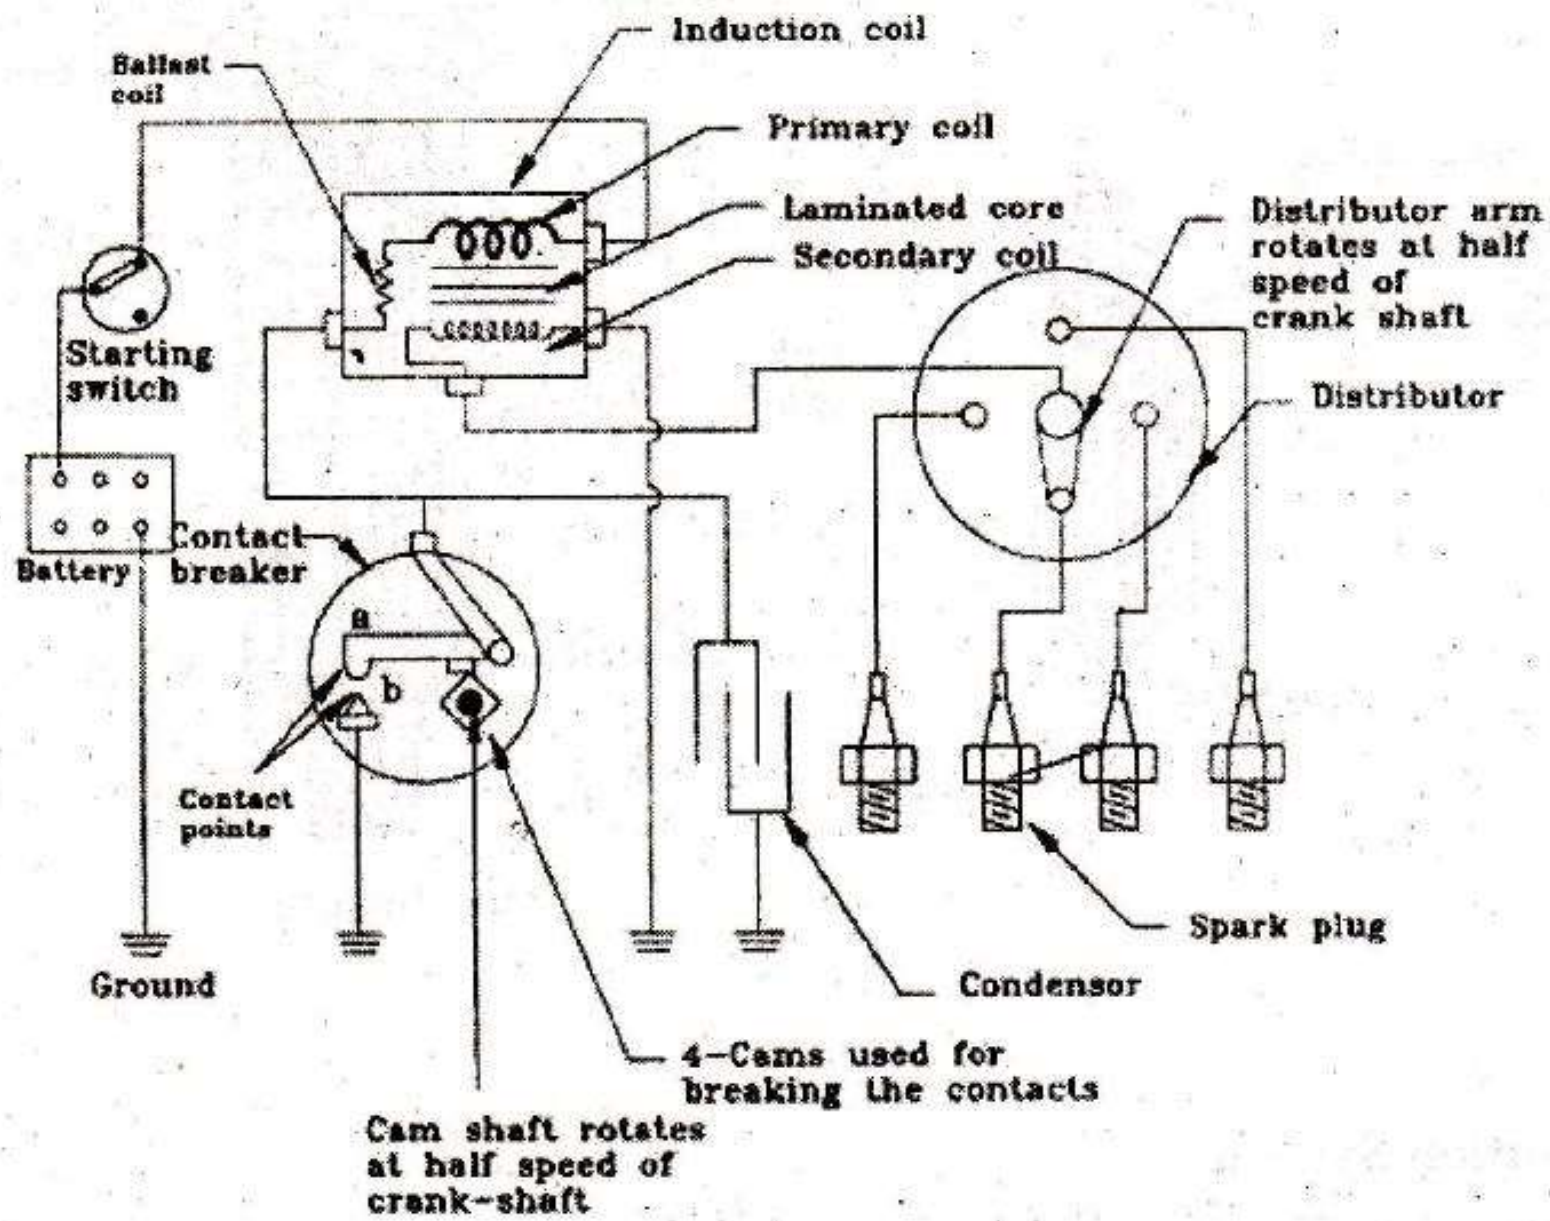 Induction coil
Ballast
coil
Primary coil
Laminated core
Secondary coil
Distributor arm
rotates at half
speed of
crank shaft
Starting
switch
Distributor
Battery
Contact
breaker
a
b
Contact
points
Spark plug
Ground
Condensor
4-Cams used for
breaking the contacts
Cam shaft rotates
at half speed of
crank-shaft